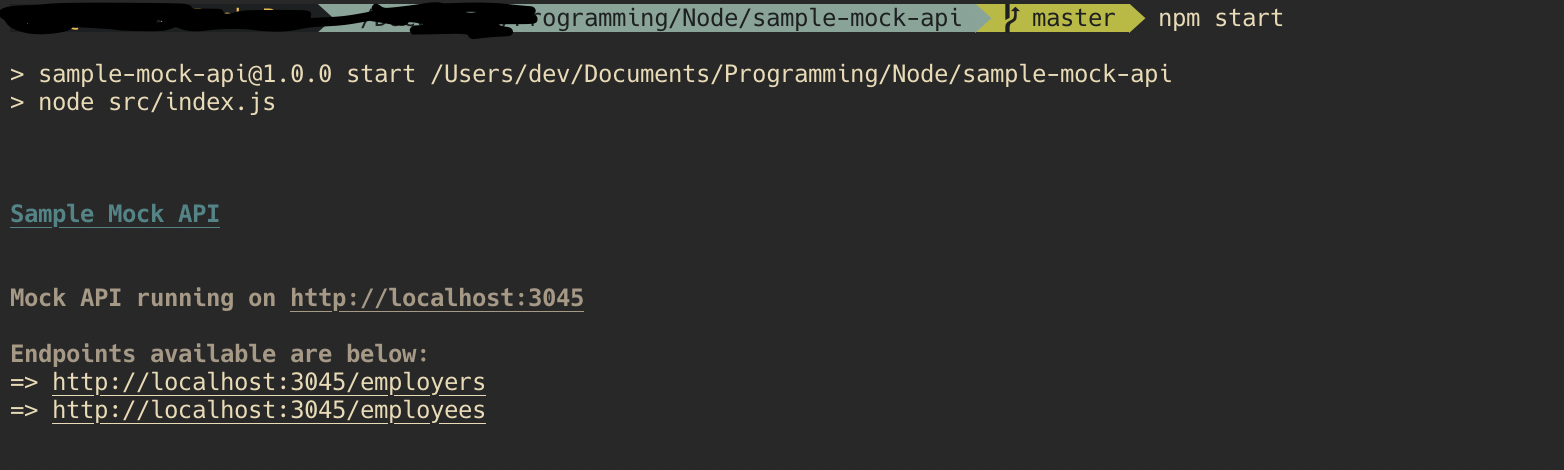 rogramming/Node/sample-mock-api master npm start
> sample-mock-api@1.0.0 start /Users/dev/Documents/Programming/Node/sample-mock-api
> node src/index.js
Sample Mock API
Mock API running on http://localhost:3045
Endpoints available are below:
=> http://localhost:3045/employers
=> http://localhost:3045/employees